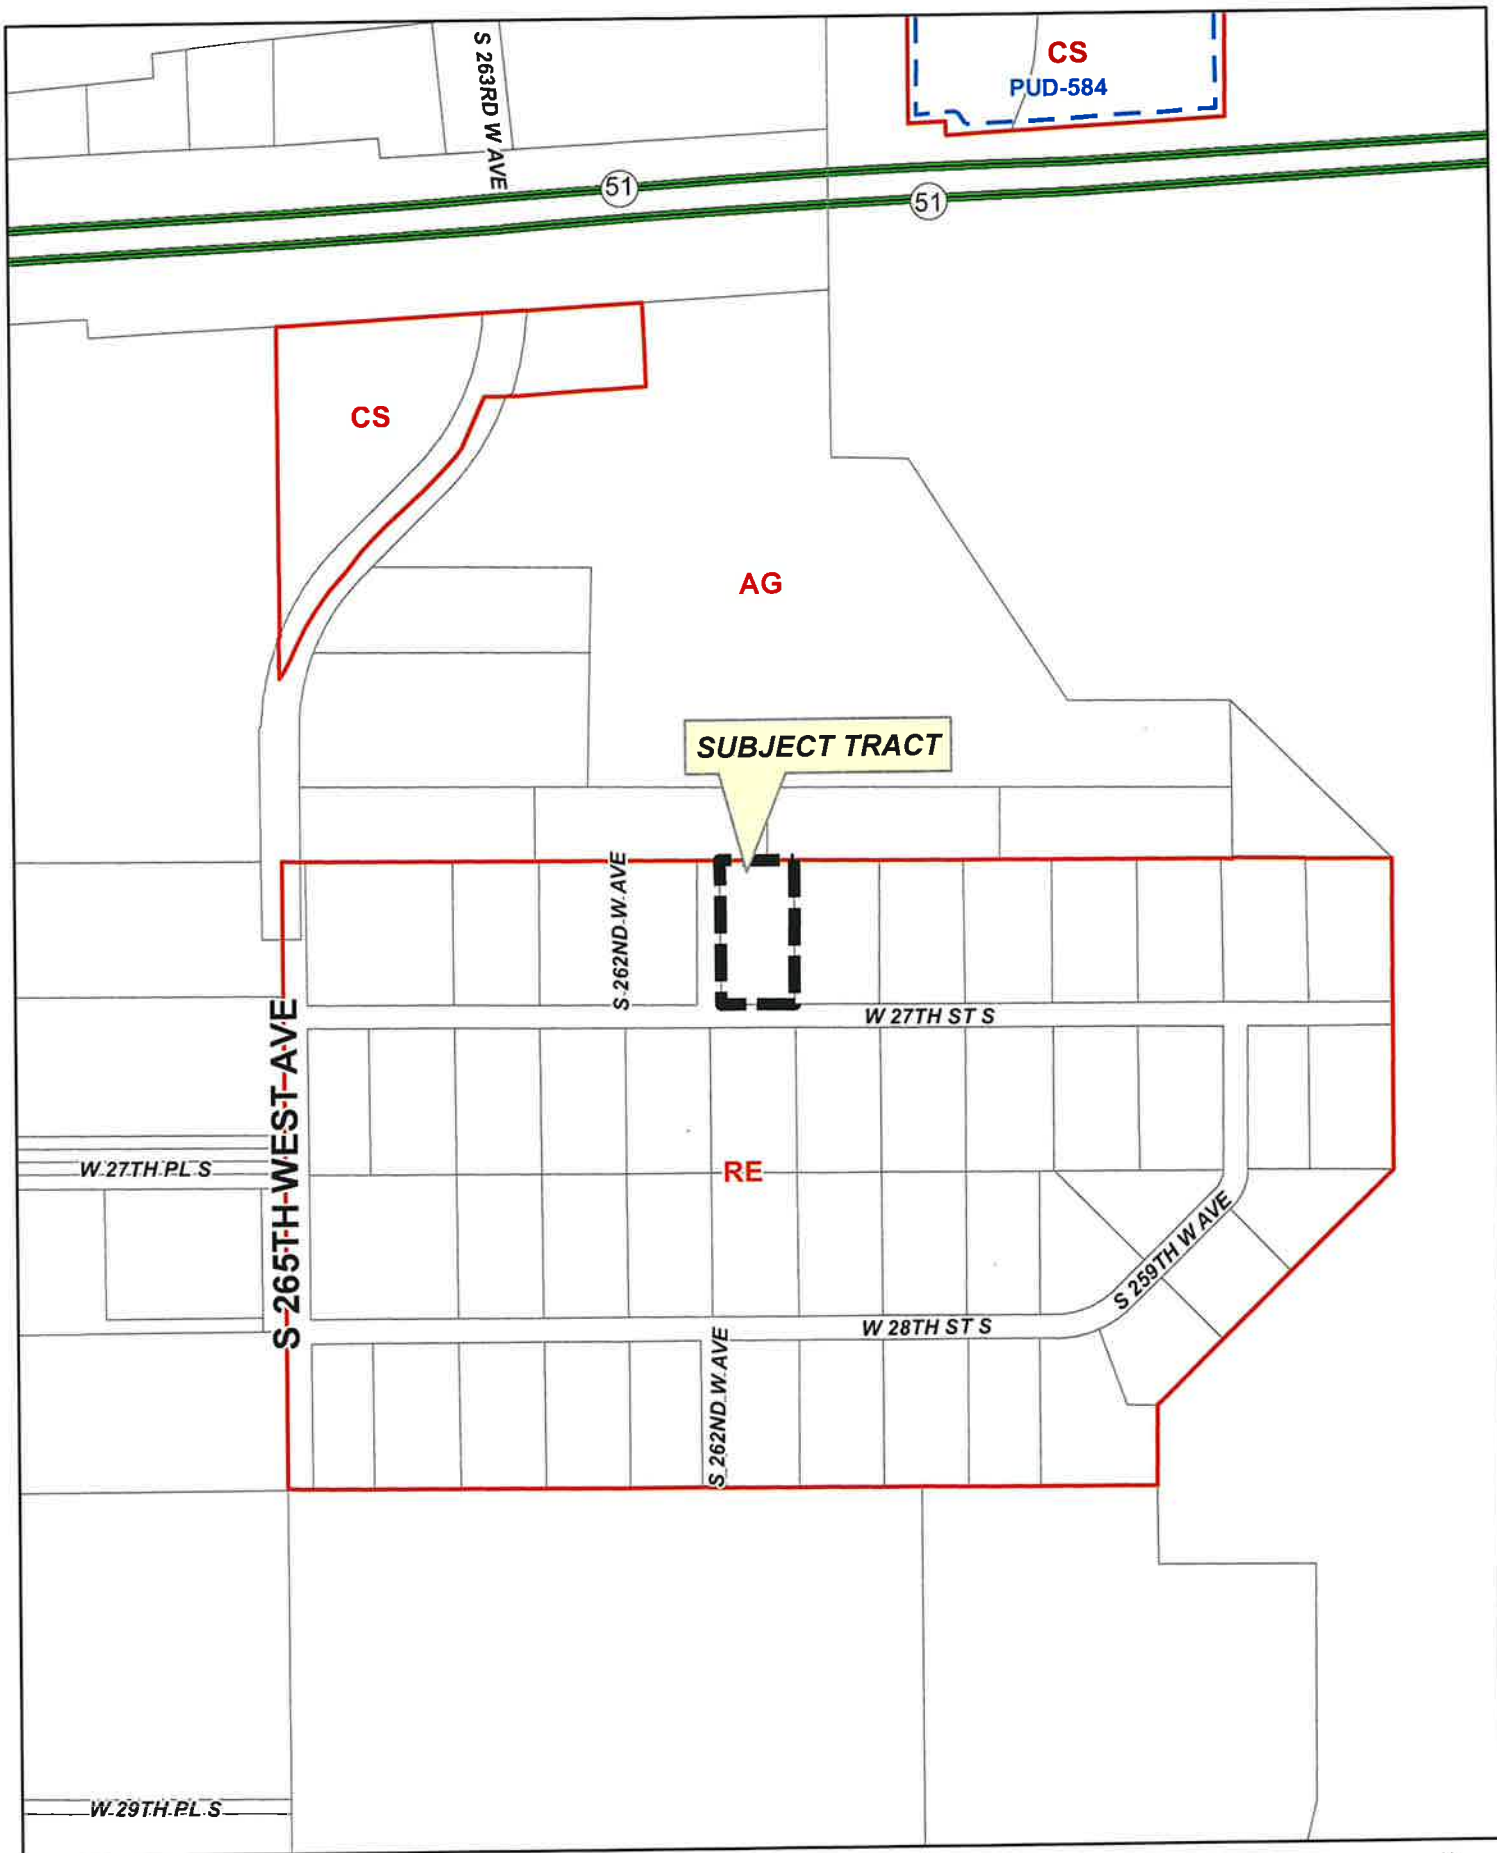 S 263RD W AVE
CS
PUD-584
51
51
CS
AG
SUBJECT TRACT
S 262ND W AVE
W 27TH ST S
S 265TH WEST AVE
W 27TH PL S
RE
S 259TH W AVE
W 28TH ST S
S 262ND W AVE
W 29TH PL S